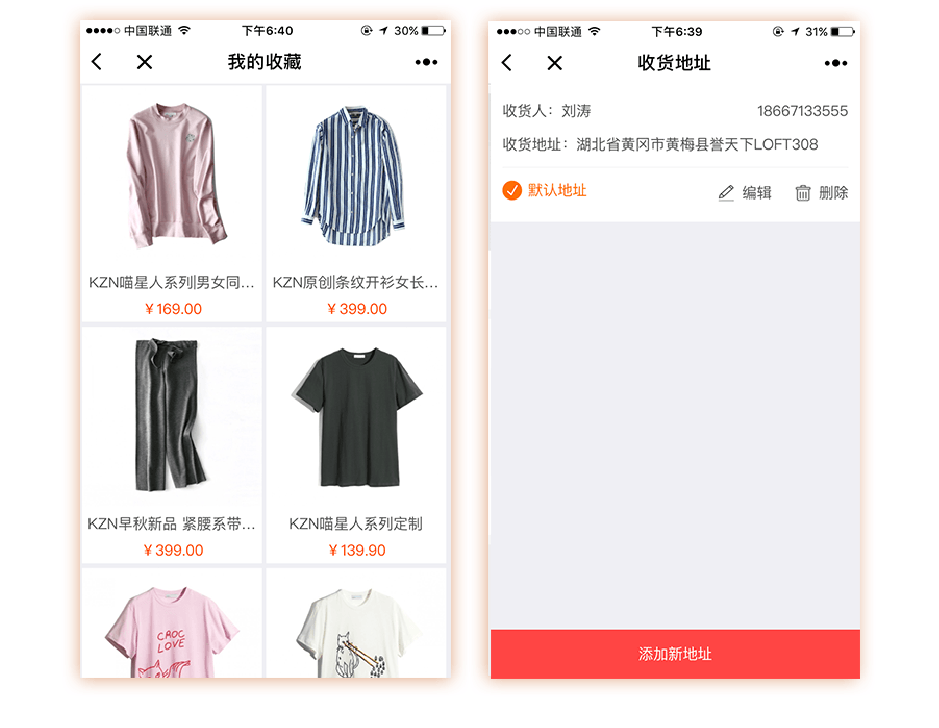 中国联通 下午6:40 30%
我的收藏
KZN喵星人系列男女同...
¥169.00
KZN原创条纹开衫女长...
¥399.00
KZN早秋新品 紧腰系带...
¥399.00
KZN喵星人系列定制
¥139.90
CROC
LOVE
中国联通 下午6:39 31%
收货地址
收货人：刘涛 18667133555
收货地址：湖北省黄冈市黄梅县誉天下LOFT308
默认地址 编辑 删除
添加新地址